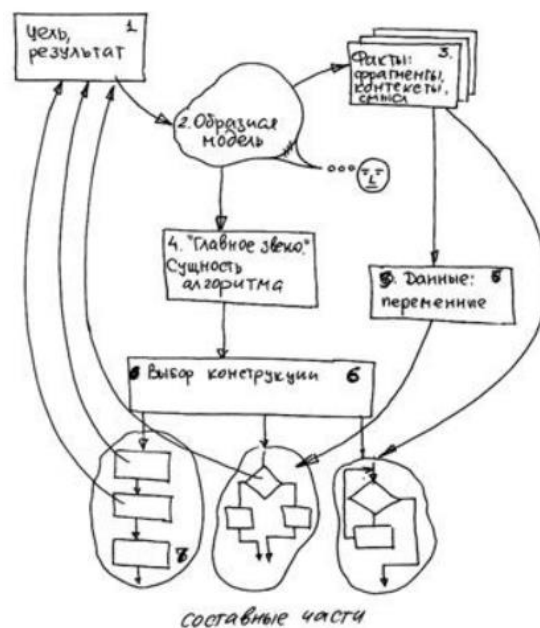 Цель, 1.
результат
2. Образная
модель
3.
Факты:
фрагменты,
контексты,
смысл
4. "Главное звено."
Сущность
алгоритма
Данные: 5
переменные
Выбор конструкции 6
7
составные части